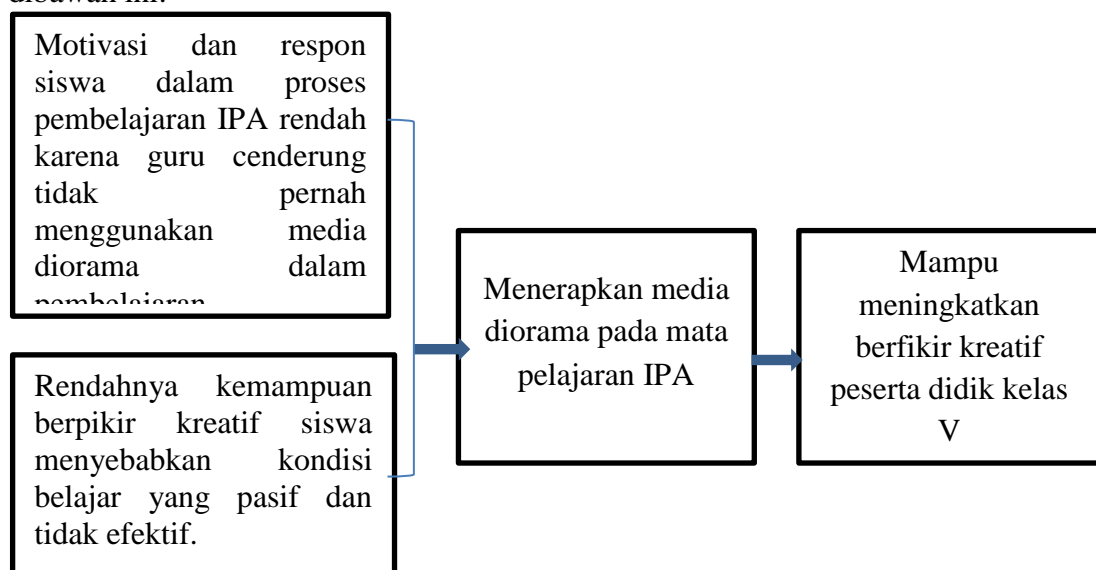 Motivasi dan respon
siswa dalam proses
pembelajaran IPA rendah
karena guru cenderung
tidak pernah
menggunakan media
diorama dalam
Rendahnya kemampuan
berpikir kreatif siswa
menyebabkan kondisi
belajar yang pasif dan
tidak efektif.
Menerapkan media
diorama pada mata
pelajaran IPA
Mampu
meningkatkan
berfikir kreatif
peserta didik kelas
V